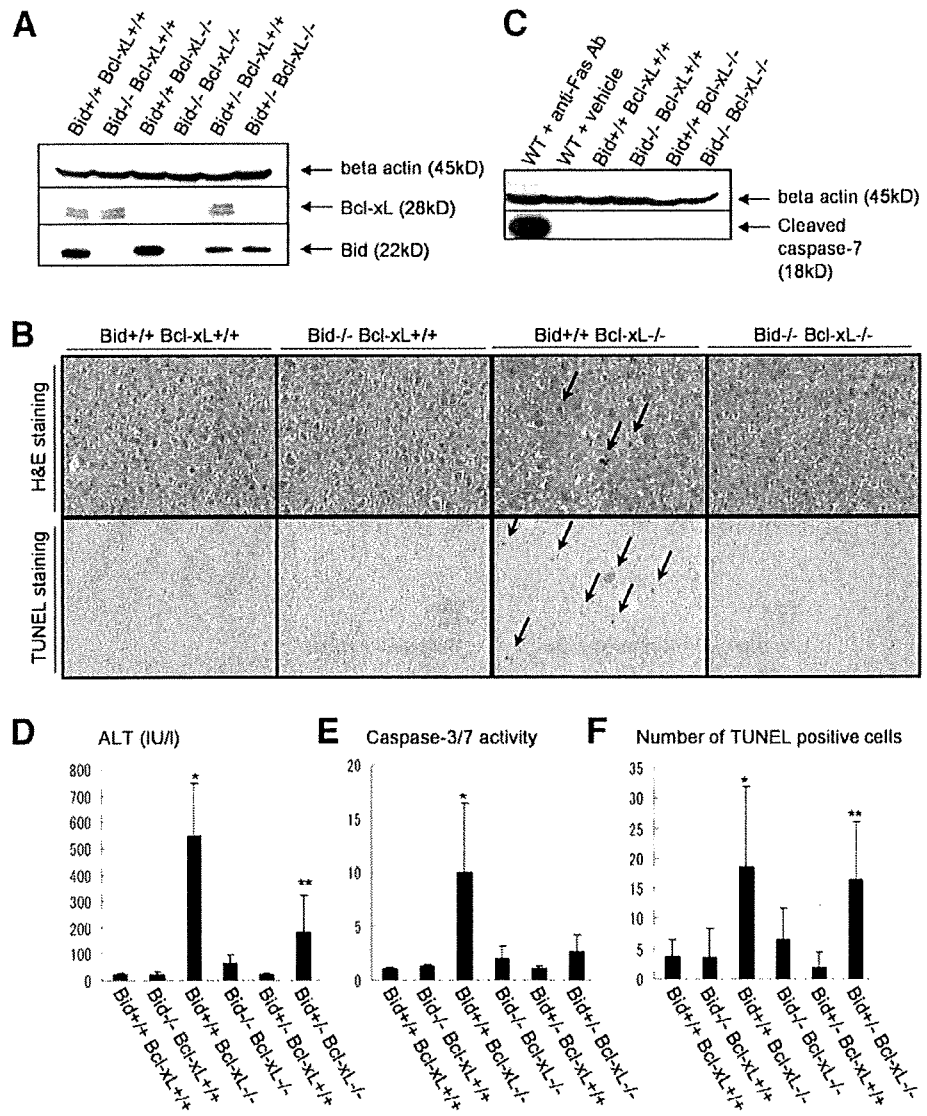 A
Bid+/+ Bcl-xL+/+
Bid-/- Bcl-xL+/+
Bid+/+ Bcl-xL-/-
Bid-/- Bcl-xL-/-
Bid+/- Bcl-xL+/+
Bid+/- Bcl-xL-/-
beta actin (45kD)
Bcl-xL (28kD)
Bid (22kD)
C
WT + anti-Fas Ab
WT + vehicle
Bid+/+ Bcl-xL+/+
Bid-/- Bcl-xL+/+
Bid+/+ Bcl-xL-/-
Bid-/- Bcl-xL-/-
beta actin (45kD)
Cleaved
caspase-7
(18kD)
B
Bid+/+ Bcl-xL+/+
Bid-/- Bcl-xL+/+
Bid+/+ Bcl-xL-/-
Bid-/- Bcl-xL-/-
H&E staining
TUNEL staining
D
ALT (IU/l)
800
700
600
500
400
300
200
100
0
*
**
Bid+/+ Bcl-xL+/+
Bid-/- Bcl-xL+/+
Bid+/+ Bcl-xL-/-
Bid-/- Bcl-xL-/-
Bid+/- Bcl-xL+/+
Bid+/- Bcl-xL-/-
E
Caspase-3/7 activity
20
15
10
5
0
*
Bid+/+ Bcl-xL+/+
Bid-/- Bcl-xL+/+
Bid+/+ Bcl-xL-/-
Bid-/- Bcl-xL-/-
Bid+/- Bcl-xL+/+
Bid+/- Bcl-xL-/-
F
Number of TUNEL positive cells
35
30
25
20
15
10
5
0
*
**
Bid+/+ Bcl-xL+/+
Bid-/- Bcl-xL+/+
Bid+/+ Bcl-xL-/-
Bid-/- Bcl-xL-/-
Bid+/- Bcl-xL+/+
Bid+/- Bcl-xL-/-